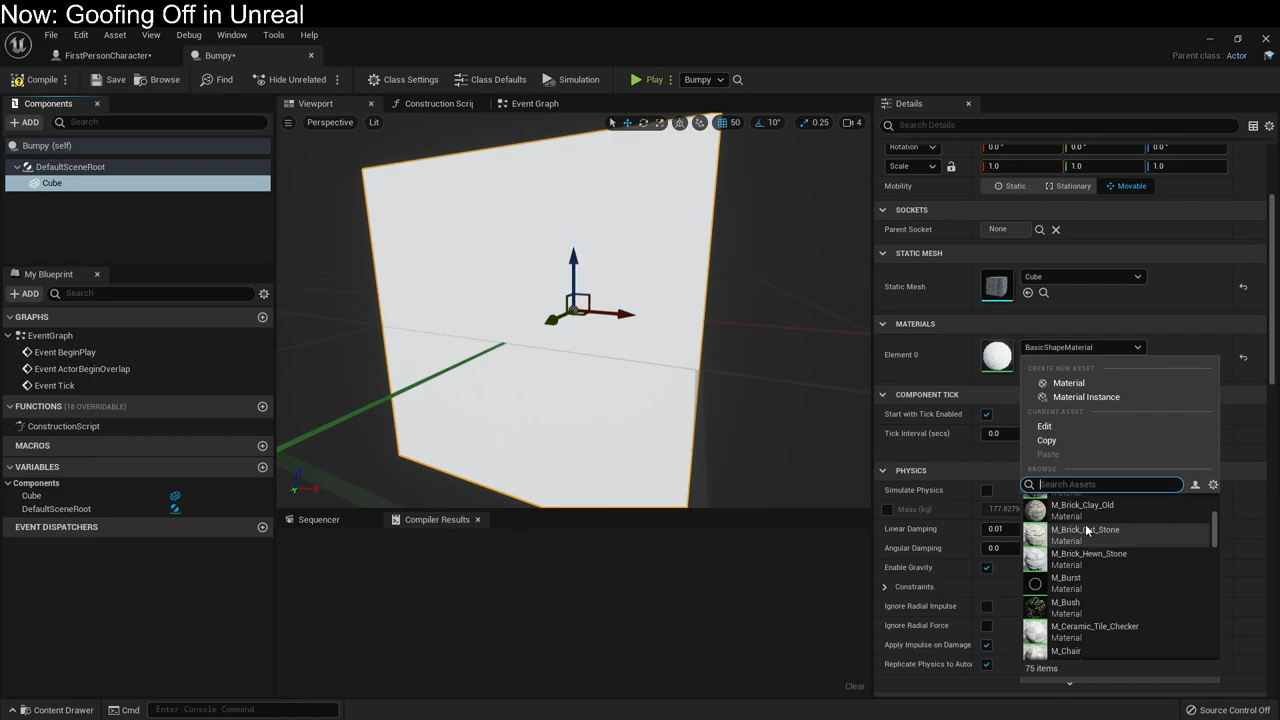 Now: Goofing Off in Unreal
File Edit Asset View Debug Window Tools Help
FirstPersonCharacter* Bumpy* Parent class: Actor
Compile Save Browse Find Hide Unrelated Class Settings Class Defaults Simulation Play Bumpy
Components Viewport Construction Scrip Event Graph Details
ADD Search Perspective Lit 50 10° 0.25 4 Search Details
Bumpy (self)
DefaultSceneRoot
Cube
Rotation 0.0° 0.0° 0.0°
Scale 1.0 1.0 1.0
Mobility Static Stationary Movable
SOCKETS
Parent Socket None
STATIC MESH
Static Mesh Cube
MATERIALS
Element 0 BasicShapeMaterial
CREATE NEW ASSET
Material
Material Instance
CURRENT ASSET
Edit
Copy
Paste
BROWSE
Search Assets
Material
M_Brick_Clay_Old
Material
M_Brick_Cut_Stone
Material
M_Brick_Hewn_Stone
Material
M_Burst
Material
M_Bush
Material
M_Ceramic_Tile_Checker
Material
M_Chair
75 items
COMPONENT TICK
Start with Tick Enabled
Tick Interval (secs) 0.0
PHYSICS
Simulate Physics
Mass (kg) 177.8279
Linear Damping 0.01
Angular Damping 0.0
Enable Gravity
Constraints
Ignore Radial Impulse
Ignore Radial Force
Apply Impulse on Damage
Replicate Physics to Autor
My Blueprint
ADD Search
GRAPHS
EventGraph
Event BeginPlay
Event ActorBeginOverlap
Event Tick
FUNCTIONS (18 OVERRIDABLE)
ConstructionScript
MACROS
VARIABLES
Components
Cube
DefaultSceneRoot
EVENT DISPATCHERS
Z X
Sequencer Compiler Results
Clear
Content Drawer Cmd Enter Console Command Source Control Off